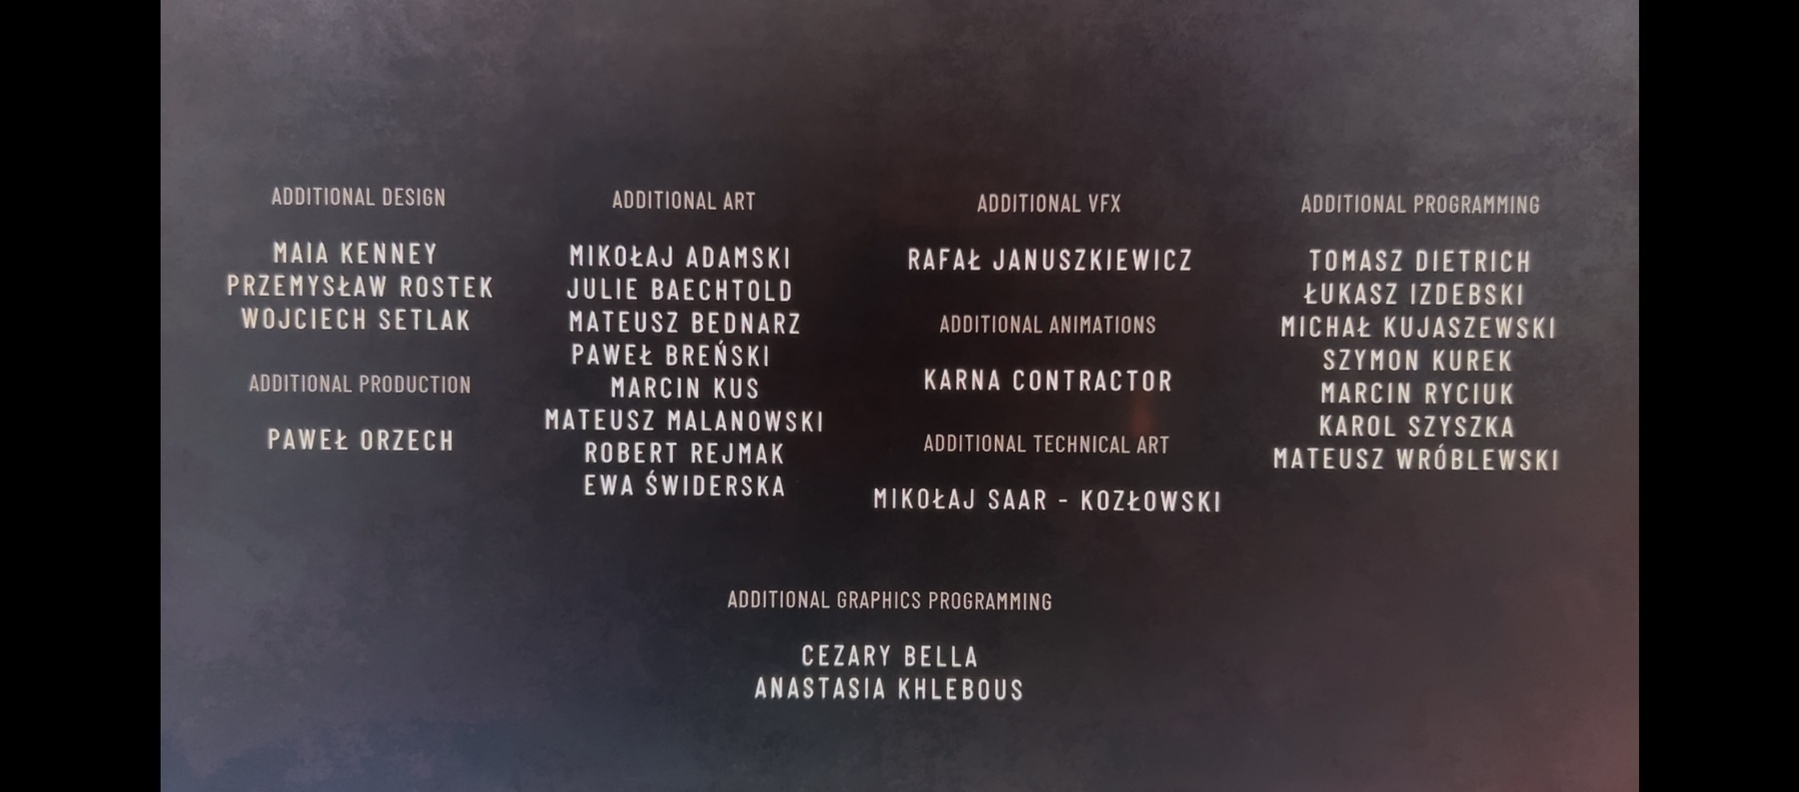 ADDITIONAL DESIGN
MAIA KENNEY
PRZEMYSŁAW ROSTEK
WOJCIECH SETLAK
ADDITIONAL PRODUCTION
PAWEŁ ORZECH
ADDITIONAL ART
MIKOŁAJ ADAMSKI
JULIE BAECHTOLD
MATEUSZ BEDNARZ
PAWEŁ BREŃSKI
MARCIN KUS
MATEUSZ MALANOWSKI
ROBERT REJMAK
EWA ŚWIDERSKA
ADDITIONAL VFX
RAFAŁ JANUSZKIEWICZ
ADDITIONAL ANIMATIONS
KARNA CONTRACTOR
ADDITIONAL TECHNICAL ART
MIKOŁAJ SAAR - KOZŁOWSKI
ADDITIONAL PROGRAMMING
TOMASZ DIETRICH
ŁUKASZ IZDEBSKI
MICHAŁ KUJASZEWSKI
SZYMON KUREK
MARCIN RYCIUK
KAROL SZYSZKA
MATEUSZ WRÓBLEWSKI
ADDITIONAL GRAPHICS PROGRAMMING
CEZARY BELLA
ANASTASIA KHLEBOUS